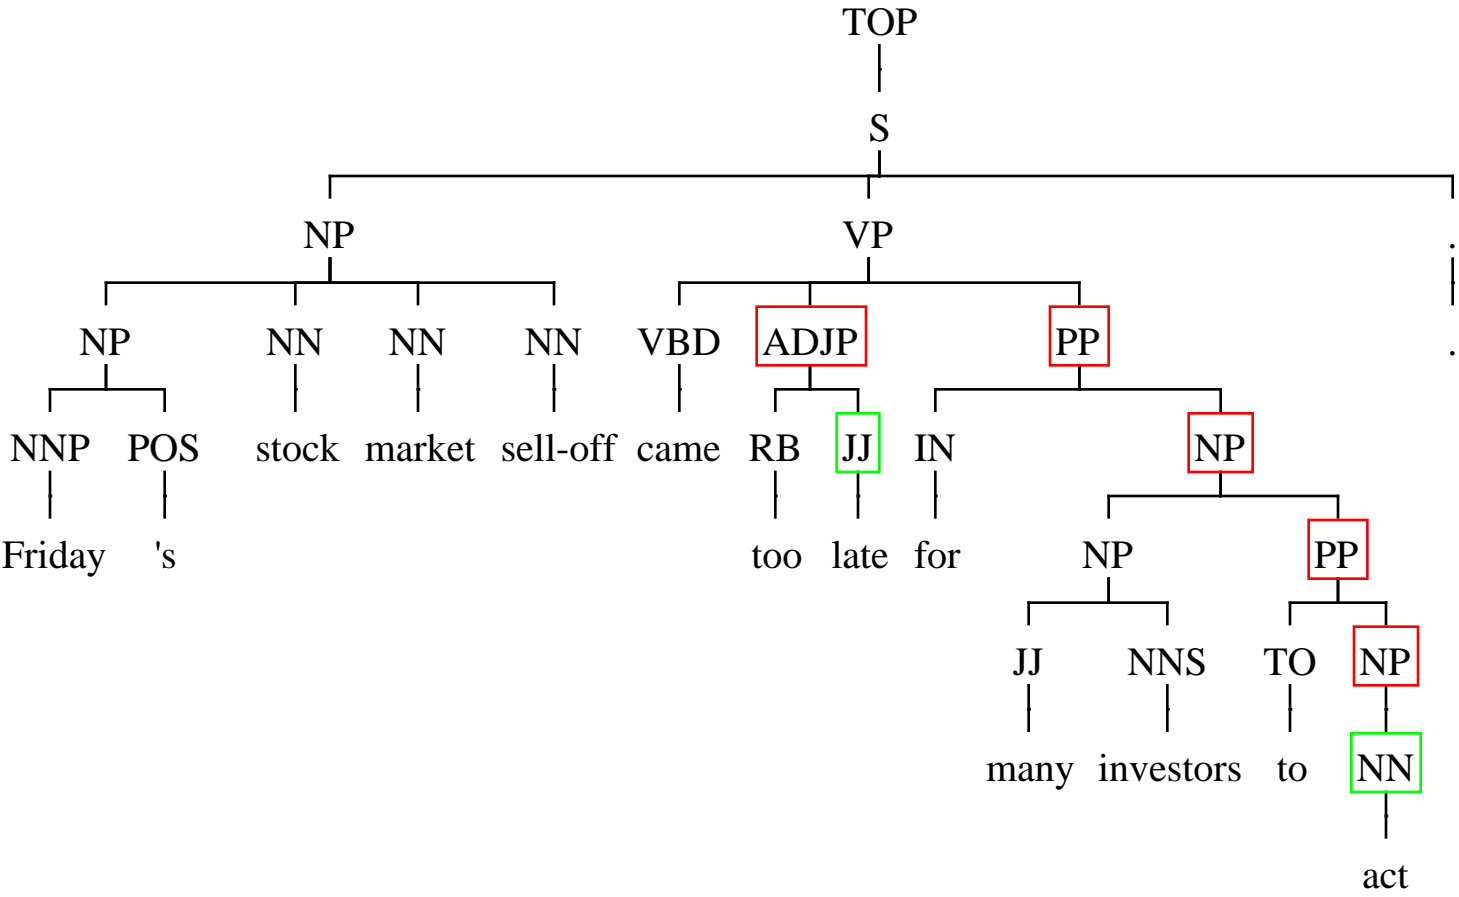 TOP
S
NP VP .
NP NN NN NN VBD ADJP PP .
NNP POS stock market sell-off came RB JJ IN NP
Friday 's too late for NP PP
JJ NNS TO NP
many investors to NN
act